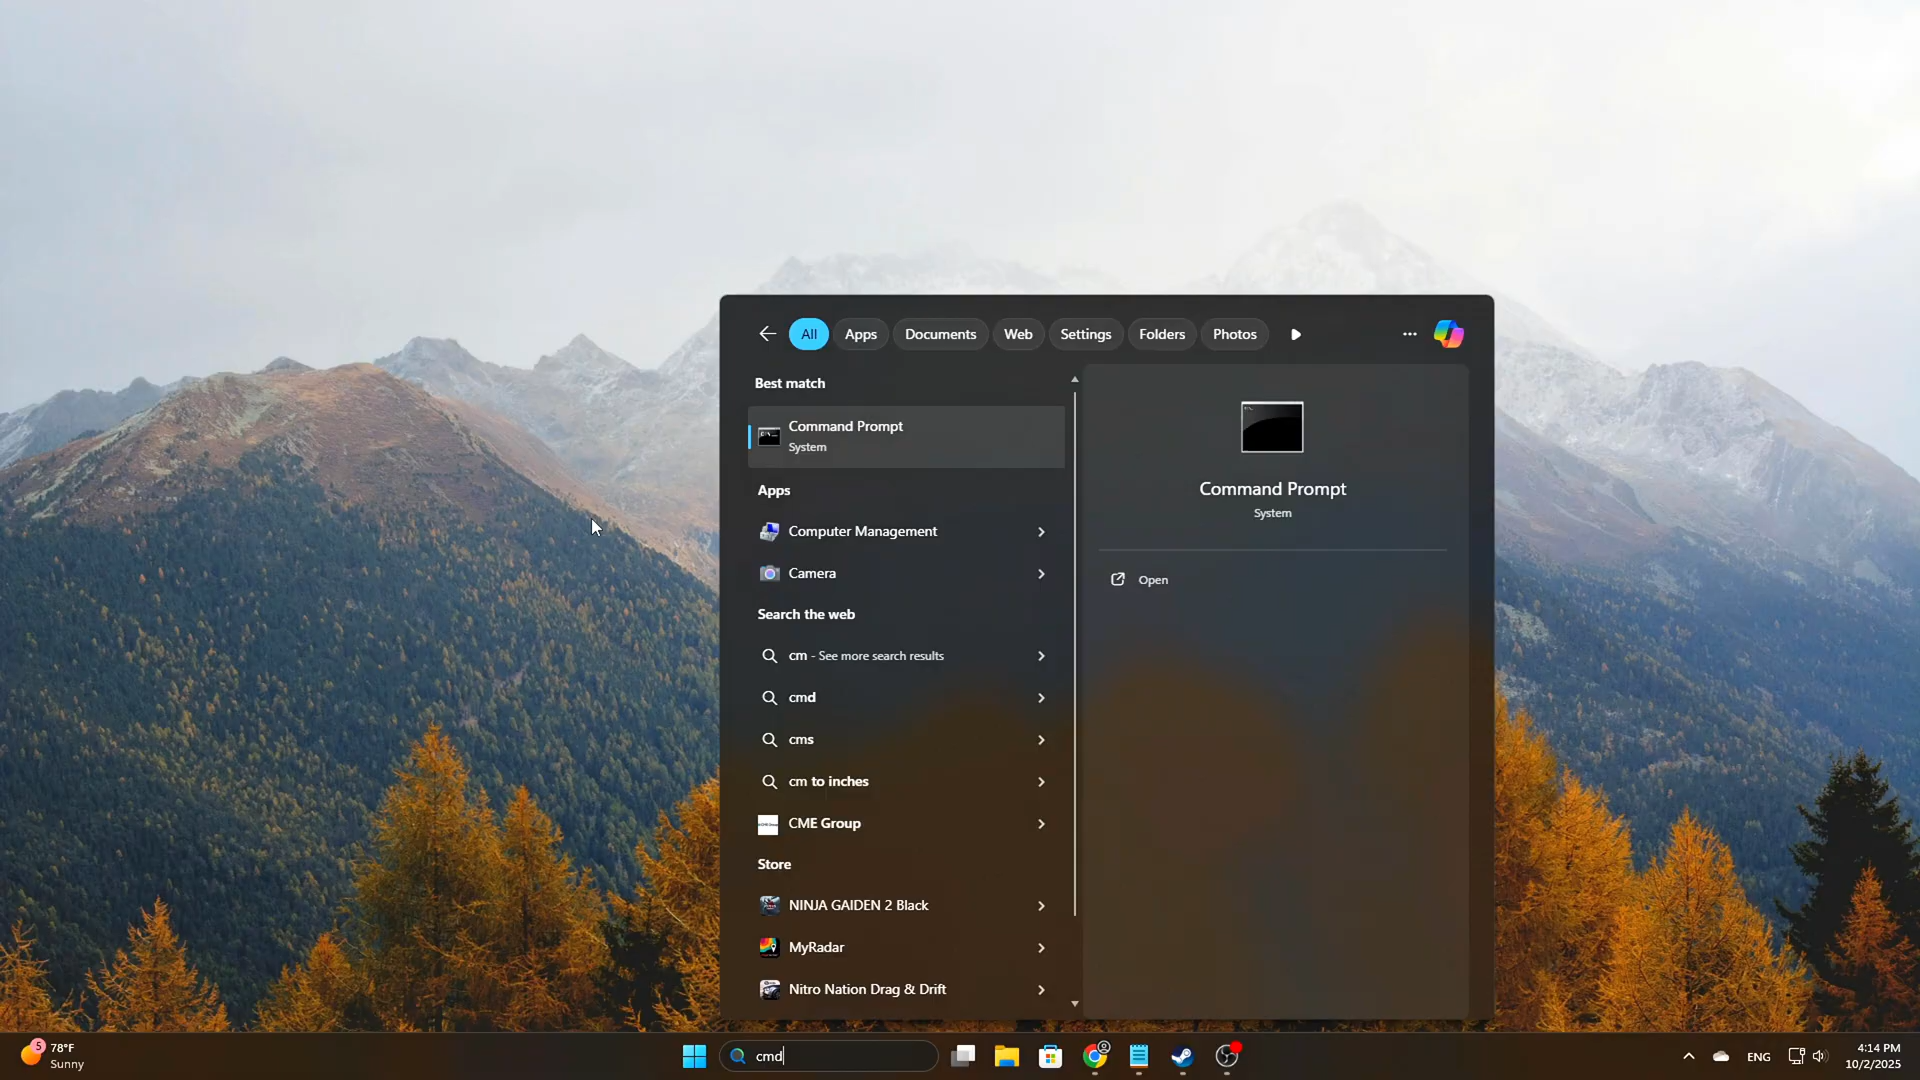 All
Apps
Documents
Web
Settings
Folders
Photos
Best match
Command Prompt
System
Apps
Computer Management
Camera
Search the web
cm - See more search results
cmd
cms
cm to inches
CME Group
Store
NINJA GAIDEN 2 Black
MyRadar
Nitro Nation Drag & Drift
Command Prompt
System
Open
5
78°F
Sunny
cmd
ENG
4:14 PM
10/2/2025